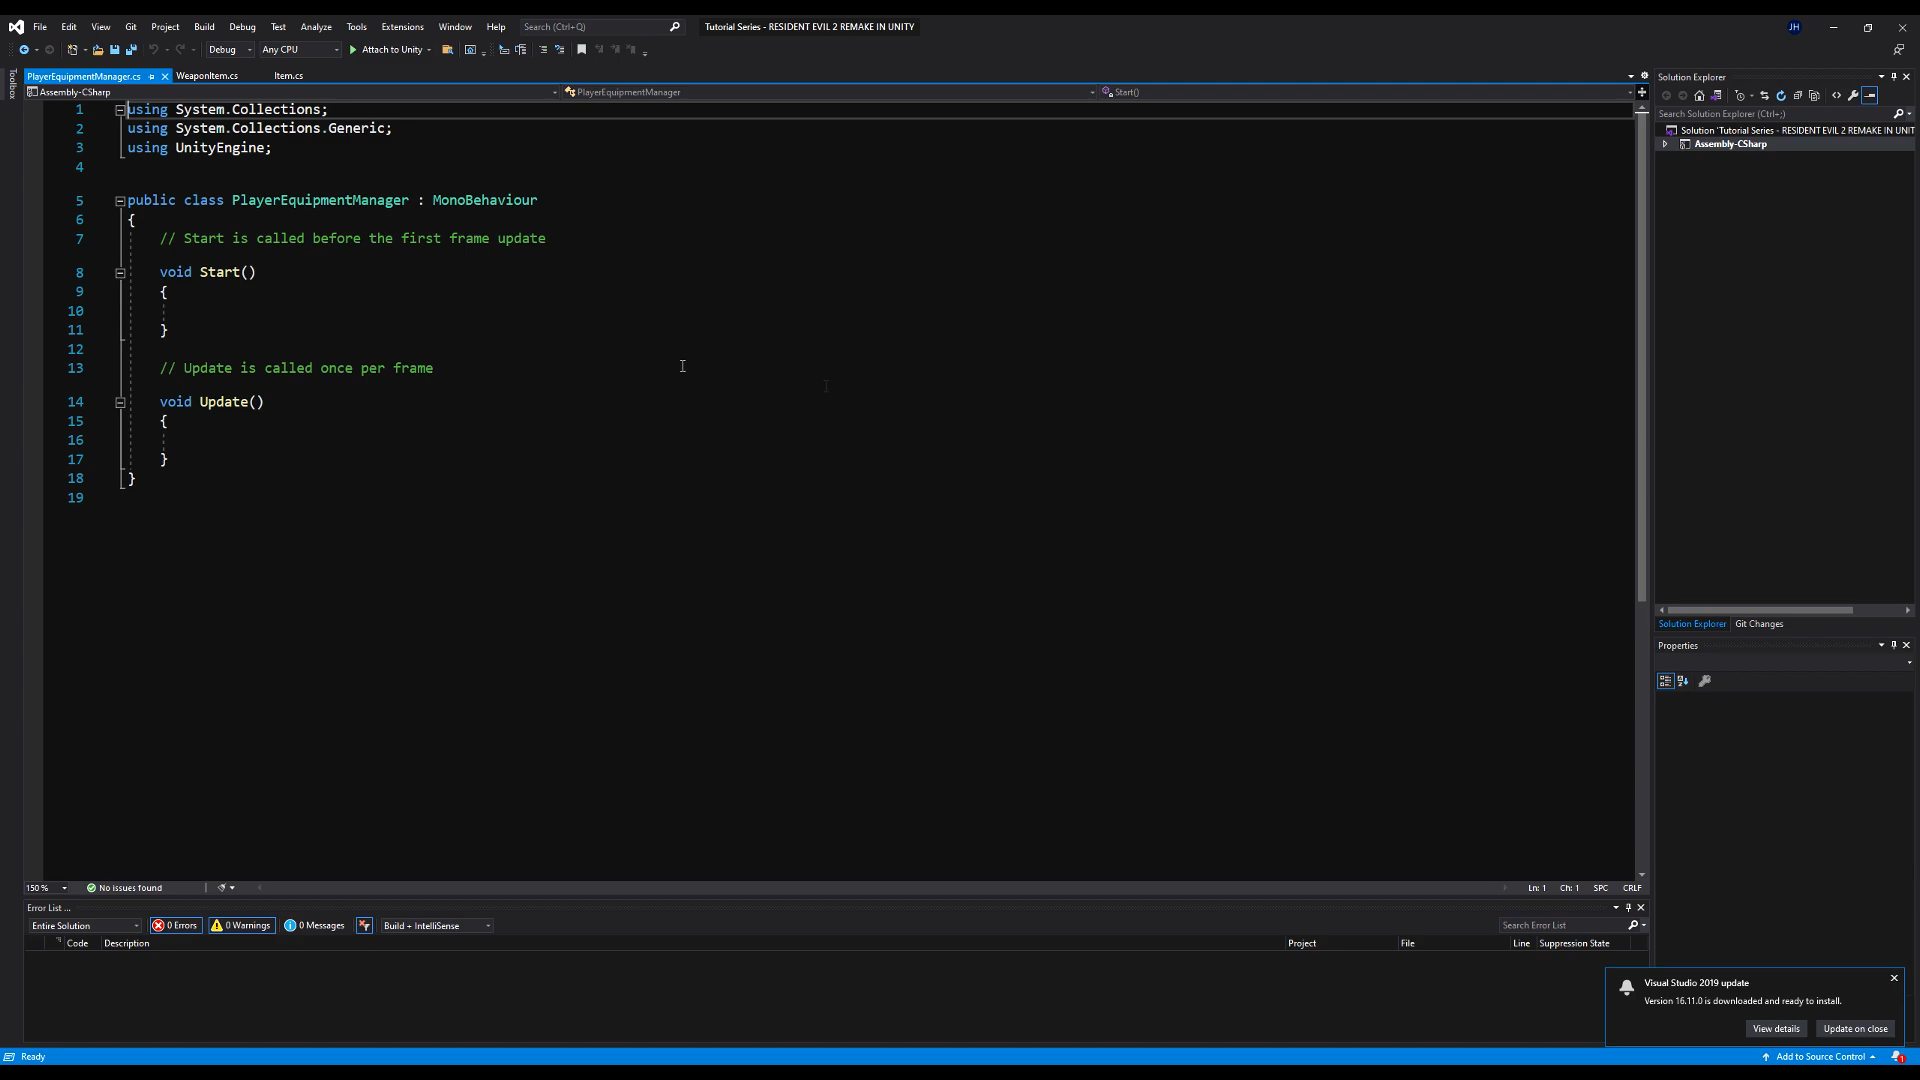 File Edit View Git Project Build Debug Test Analyze Tools Extensions Window Help Search (Ctrl+Q) Tutorial Series - RESIDENT EVIL 2 REMAKE IN UNITY JH
Debug Any CPU Attach to Unity
Toolbox
PlayerEquipmentManager.cs WeaponItem.cs Item.cs
Assembly-CSharp PlayerEquipmentManager Start()
1 using System.Collections;
2 using System.Collections.Generic;
3 using UnityEngine;
4
5 public class PlayerEquipmentManager : MonoBehaviour
6 {
7 // Start is called before the first frame update
8 void Start()
9 {
10
11 }
12
13 // Update is called once per frame
14 void Update()
15 {
16
17 }
18 }
19
150 % No issues found Ln: 1 Ch: 1 SPC CRLF
Solution Explorer
Search Solution Explorer (Ctrl+;)
Solution 'Tutorial Series - RESIDENT EVIL 2 REMAKE IN UNIT
Assembly-CSharp
Solution Explorer Git Changes
Properties
Error List ...
Entire Solution 0 Errors 0 Warnings 0 Messages Build + IntelliSense Search Error List
Code Description Project File Line Suppression State
Visual Studio 2019 update
Version 16.11.0 is downloaded and ready to install.
View details Update on close
Ready Add to Source Control 1